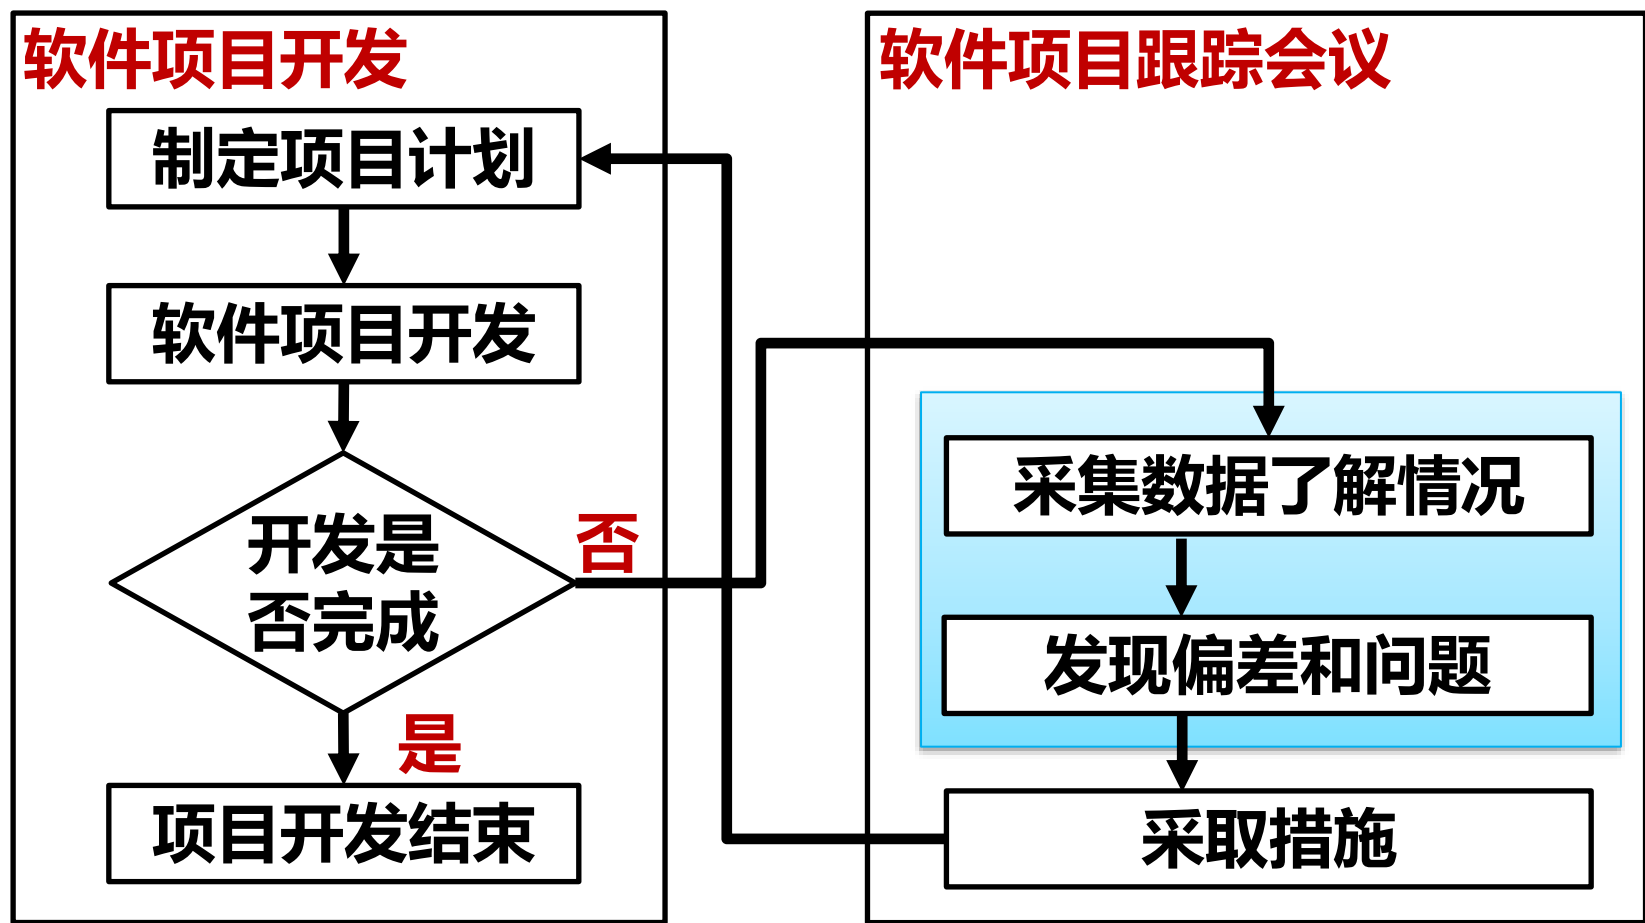 软件项目开发
制定项目计划
软件项目开发
开发是
否完成
否
是
项目开发结束
软件项目跟踪会议
采集数据了解情况
发现偏差和问题
采取措施